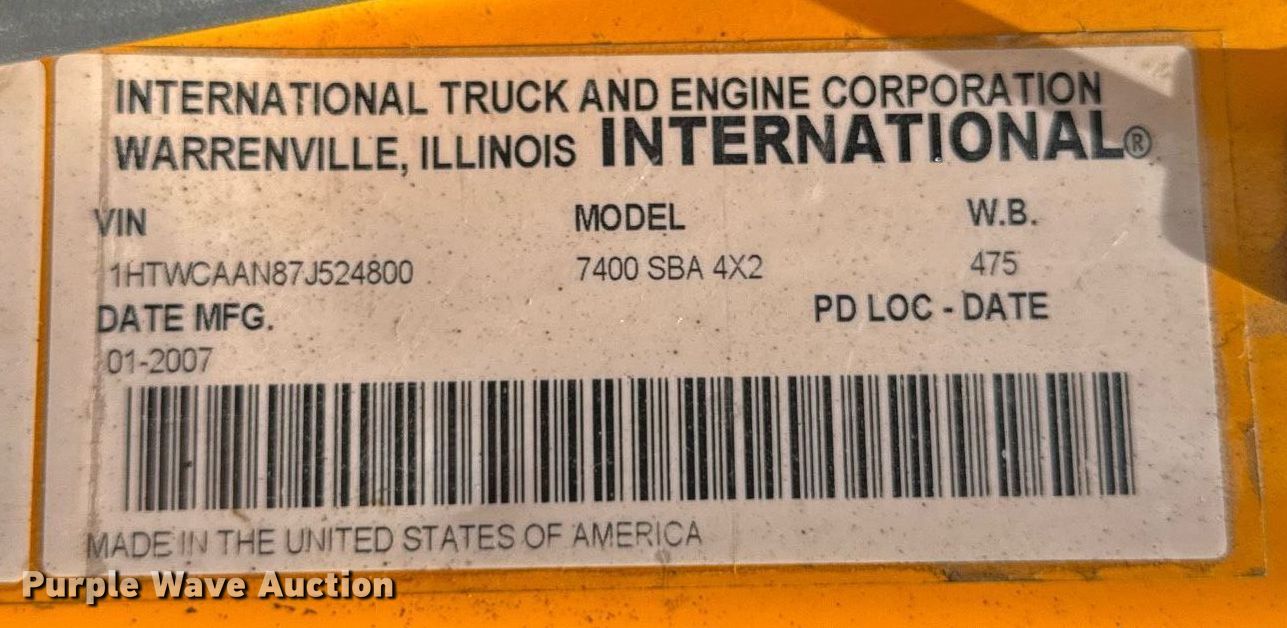 INTERNATIONAL TRUCK AND ENGINE CORPORATION
WARRENVILLE, ILLINOIS INTERNATIONAL®
VIN MODEL W.B.
1HTWCAAN87J524800 7400 SBA 4X2 475
DATE MFG. PD LOC - DATE
01-2007
MADE IN THE UNITED STATES OF AMERICA
Purple Wave Auction